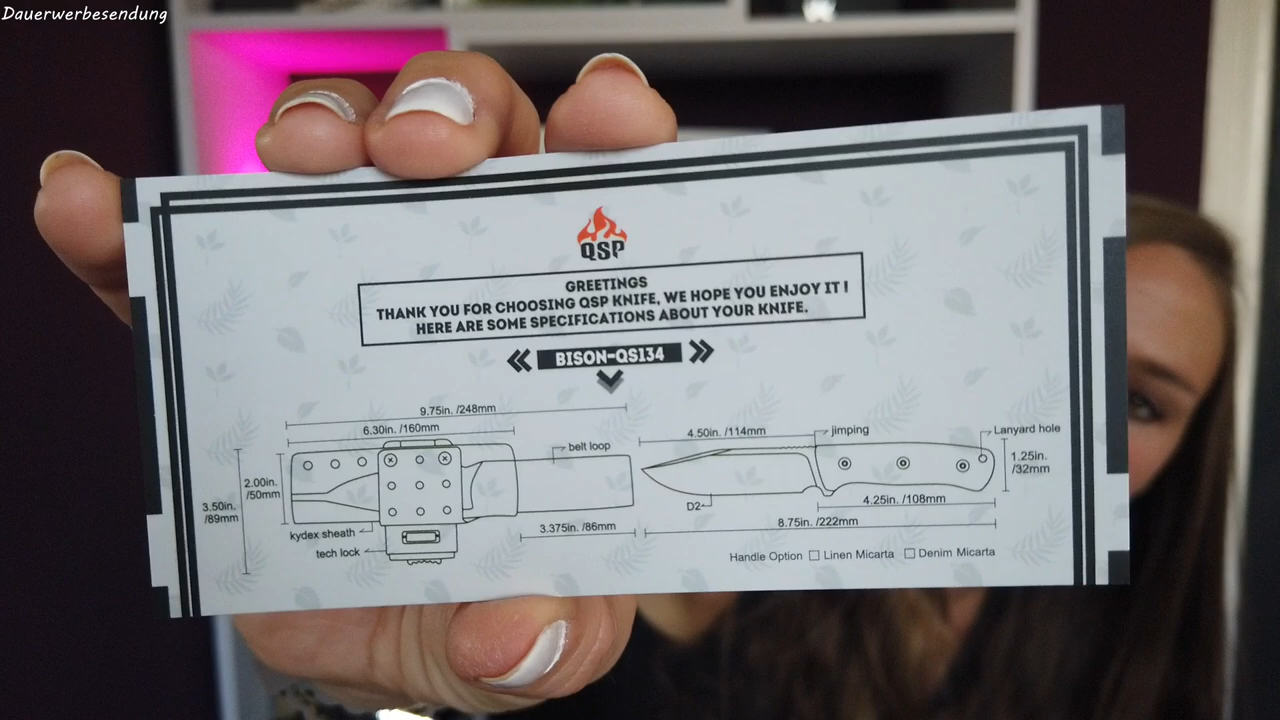 Dauerwerbesendung
QSP
GREETINGS
THANK YOU FOR CHOOSING QSP KNIFE, WE HOPE YOU ENJOY IT !
HERE ARE SOME SPECIFICATIONS ABOUT YOUR KNIFE.
BISON-QS134
9.75in. /248mm
6.30in. /160mm
belt loop
2.00in.
/50mm
3.50in.
/89mm
kydex sheath
tech lock
3.375in. /86mm
4.50in. /114mm
jimping
Lanyard hole
1.25in.
/32mm
D2
4.25in. /108mm
8.75in. /222mm
Handle Option □ Linen Micarta □ Denim Micarta